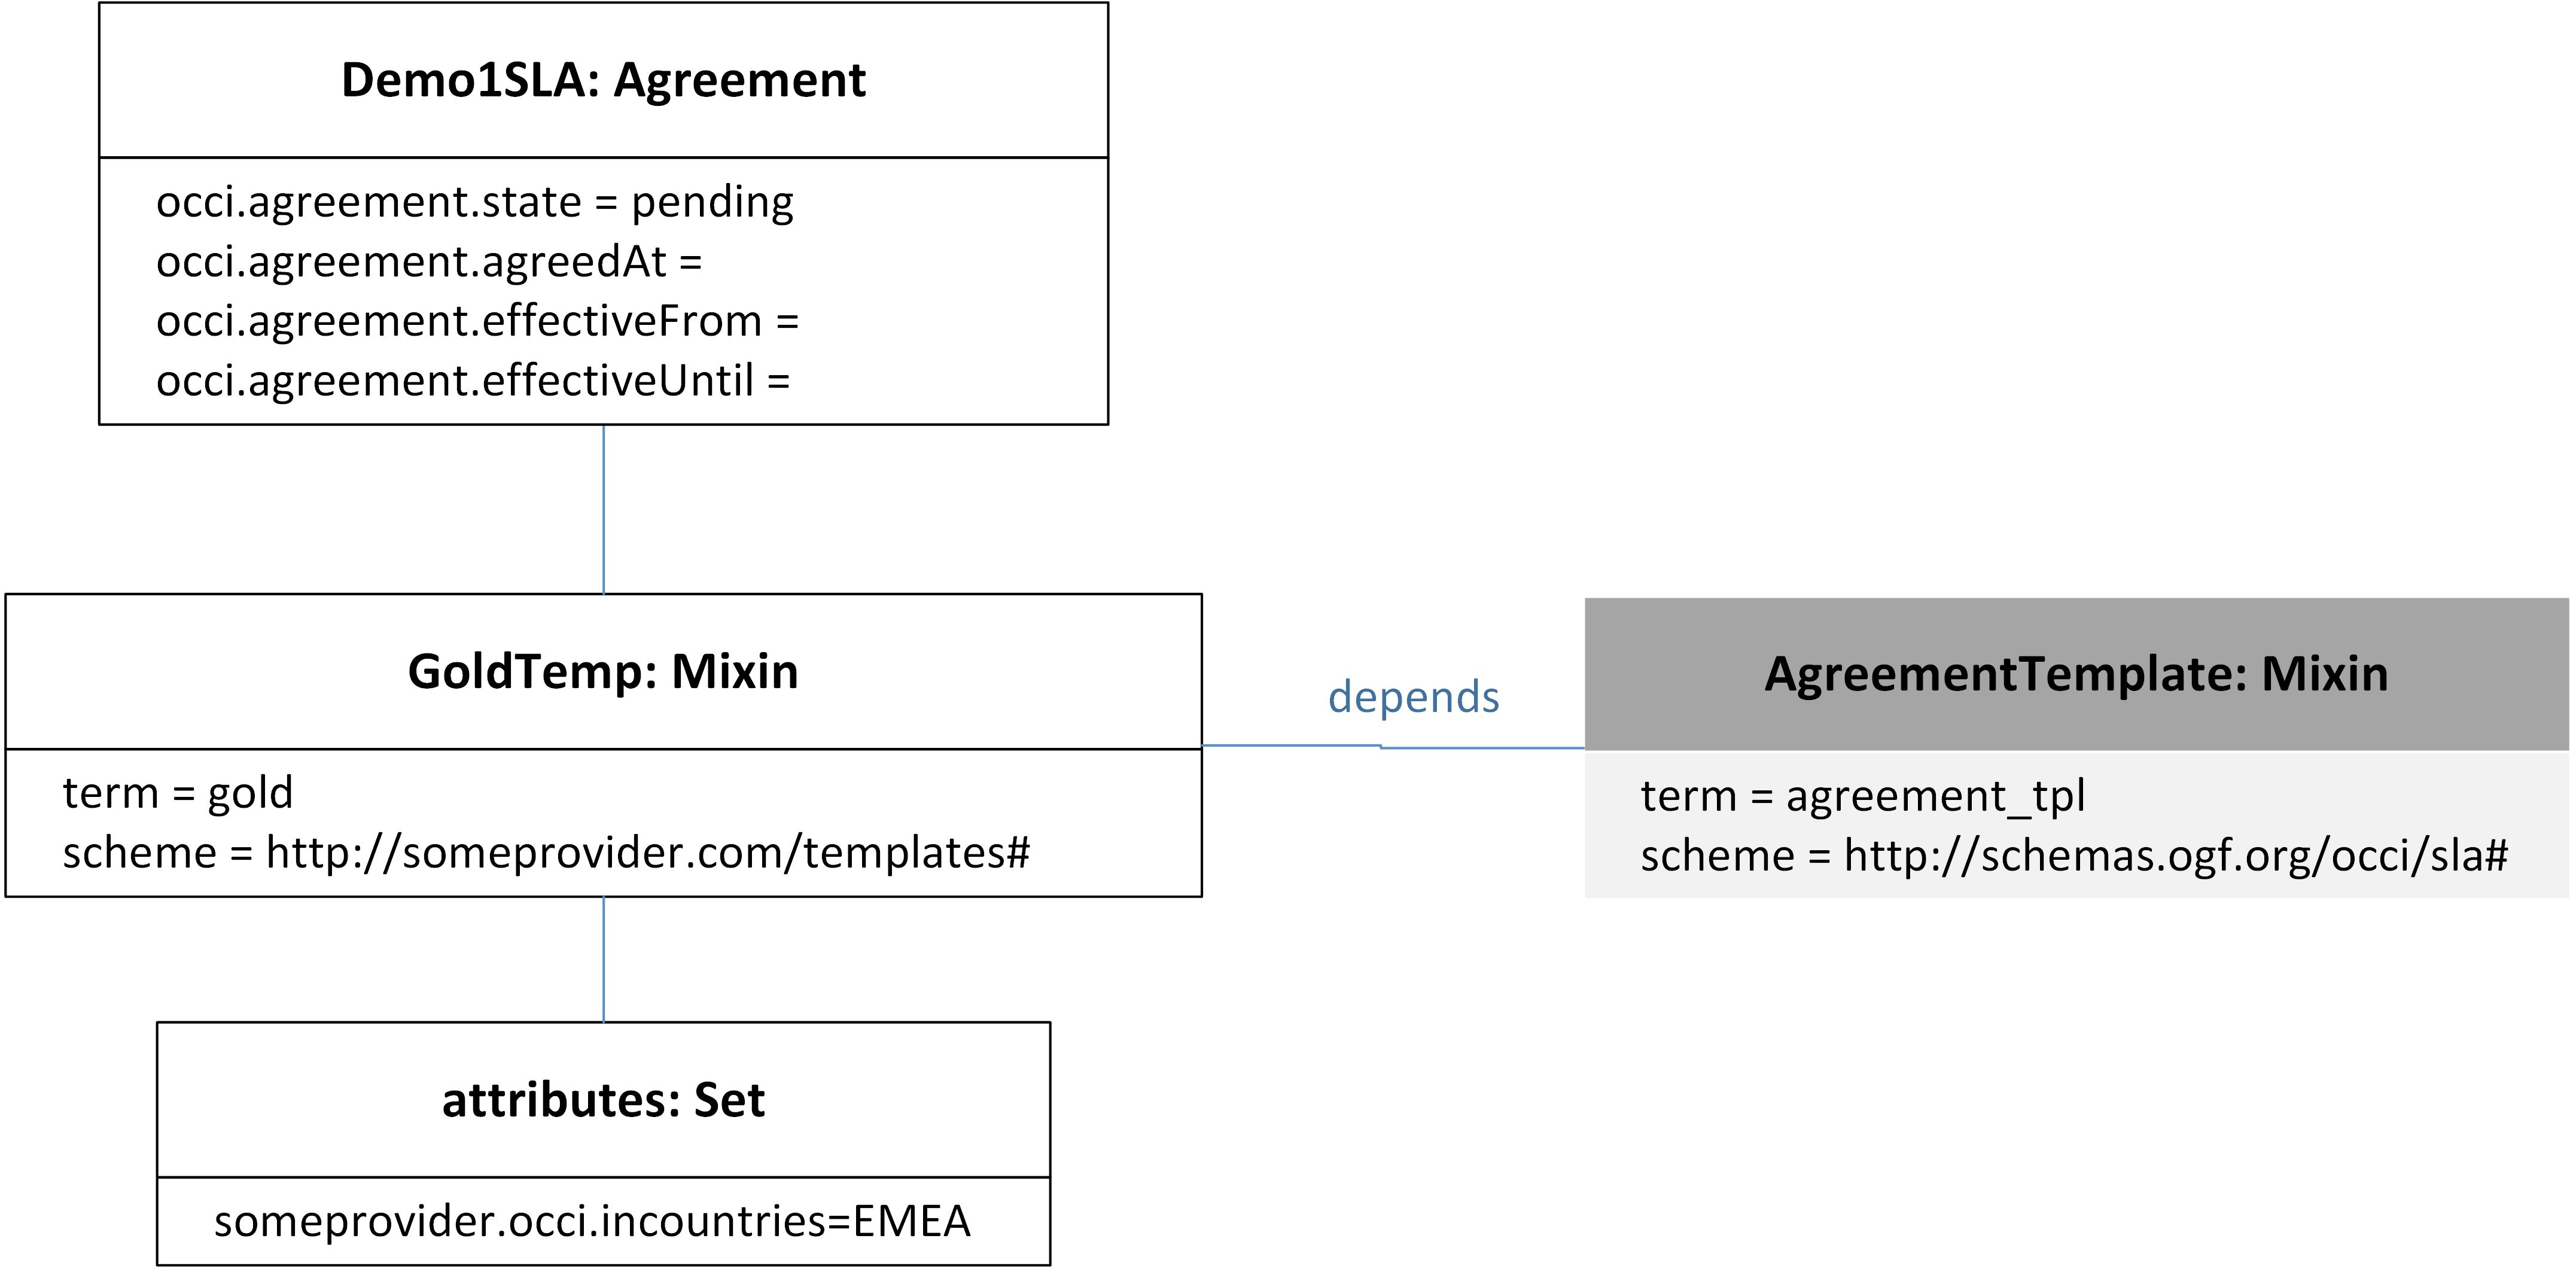 Demo1SLA: Agreement
occi.agreement.state = pending
occi.agreement.agreedAt =
occi.agreement.effectiveFrom =
occi.agreement.effectiveUntil =
GoldTemp: Mixin
term = gold
scheme = http://someprovider.com/templates#
depends
AgreementTemplate: Mixin
term = agreement_tpl
scheme = http://schemas.ogf.org/occi/sla#
attributes: Set
someprovider.occi.incountries=EMEA